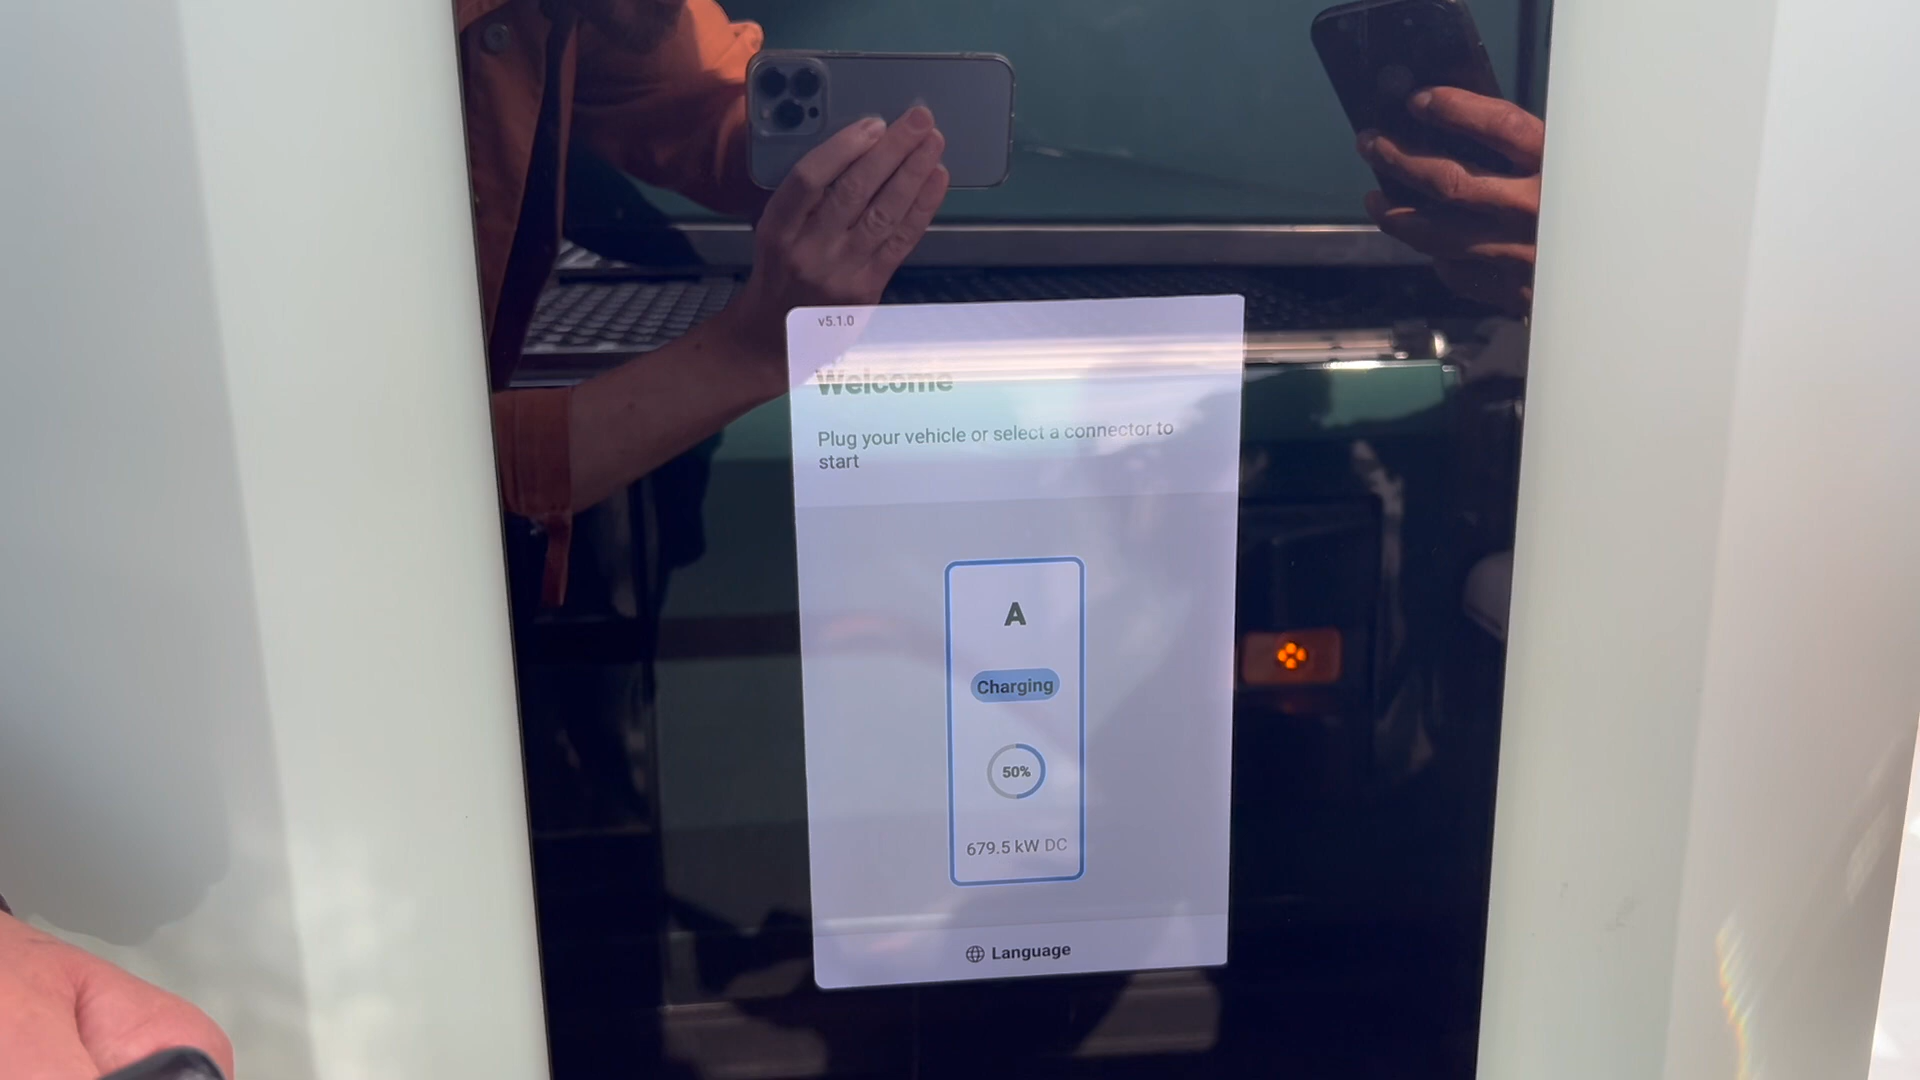 v5.1.0
Welcome
Plug your vehicle or select a connector to
start
A
Charging
50%
679.5 kW DC
Language